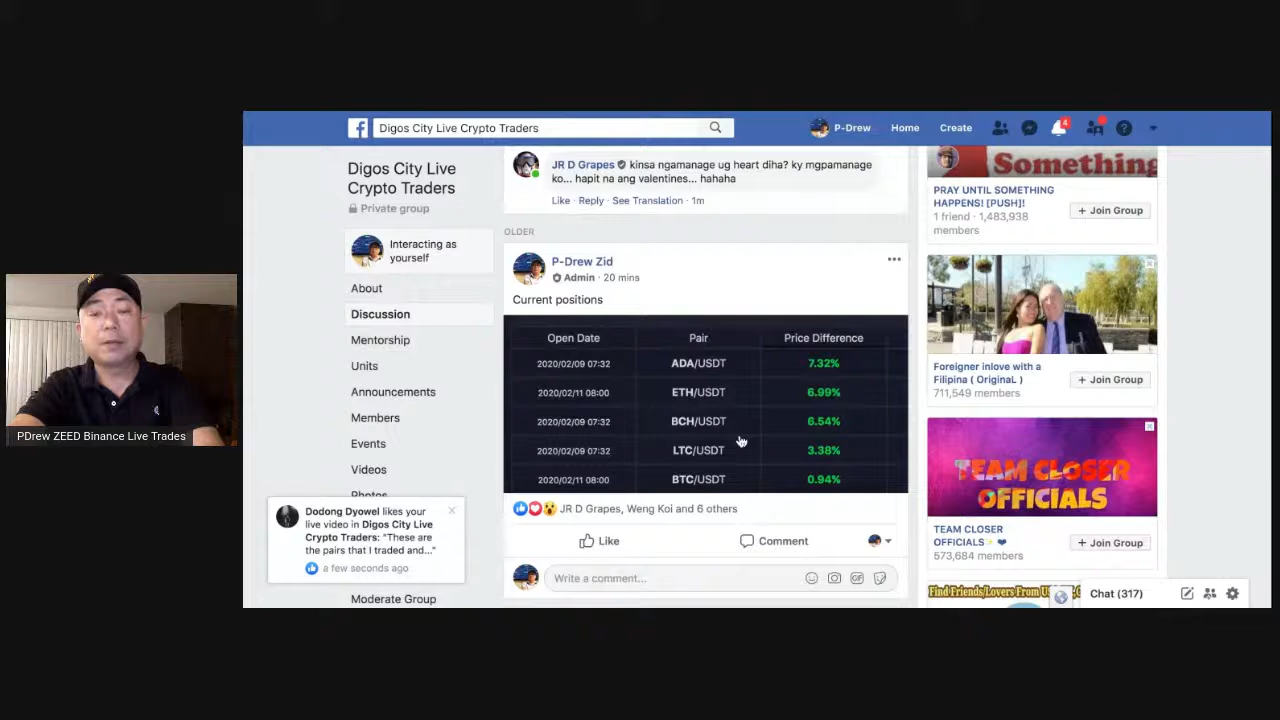 Digos City Live Crypto Traders
P-Drew
Home
Create
4
Digos City Live
Crypto Traders
Private group
Interacting as
yourself
About
Discussion
Mentorship
Units
Announcements
Members
Events
Videos
Photos
Moderate Group
Dodong Dyowel likes your
live video in Digos City Live
Crypto Traders: "These are
the pairs that I traded and..."
a few seconds ago
JR D Grapes kinsa ngamanage ug heart diha? ky mgpamanage
ko... hapit na ang valentines... hahaha
Like · Reply · See Translation · 1m
OLDER
P-Drew Zid
Admin · 20 mins
Current positions
Open Date Pair Price Difference
2020/02/09 07:32 ADA/USDT 7.32%
2020/02/11 08:00 ETH/USDT 6.99%
2020/02/09 07:32 BCH/USDT 6.54%
2020/02/09 07:32 LTC/USDT 3.38%
2020/02/11 08:00 BTC/USDT 0.94%
JR D Grapes, Weng Koi and 6 others
Like
Comment
Write a comment...
GIF
Something
PRAY UNTIL SOMETHING
HAPPENS! [PUSH]!
1 friend · 1,483,938
members
+ Join Group
Foreigner inlove with a
Filipina ( OriginaL )
711,549 members
+ Join Group
TEAM CLOSER
OFFICIALS
TEAM CLOSER
OFFICIALS
573,684 members
+ Join Group
Find Friends/Lovers From
Chat (317)
PDrew ZEED Binance Live Trades